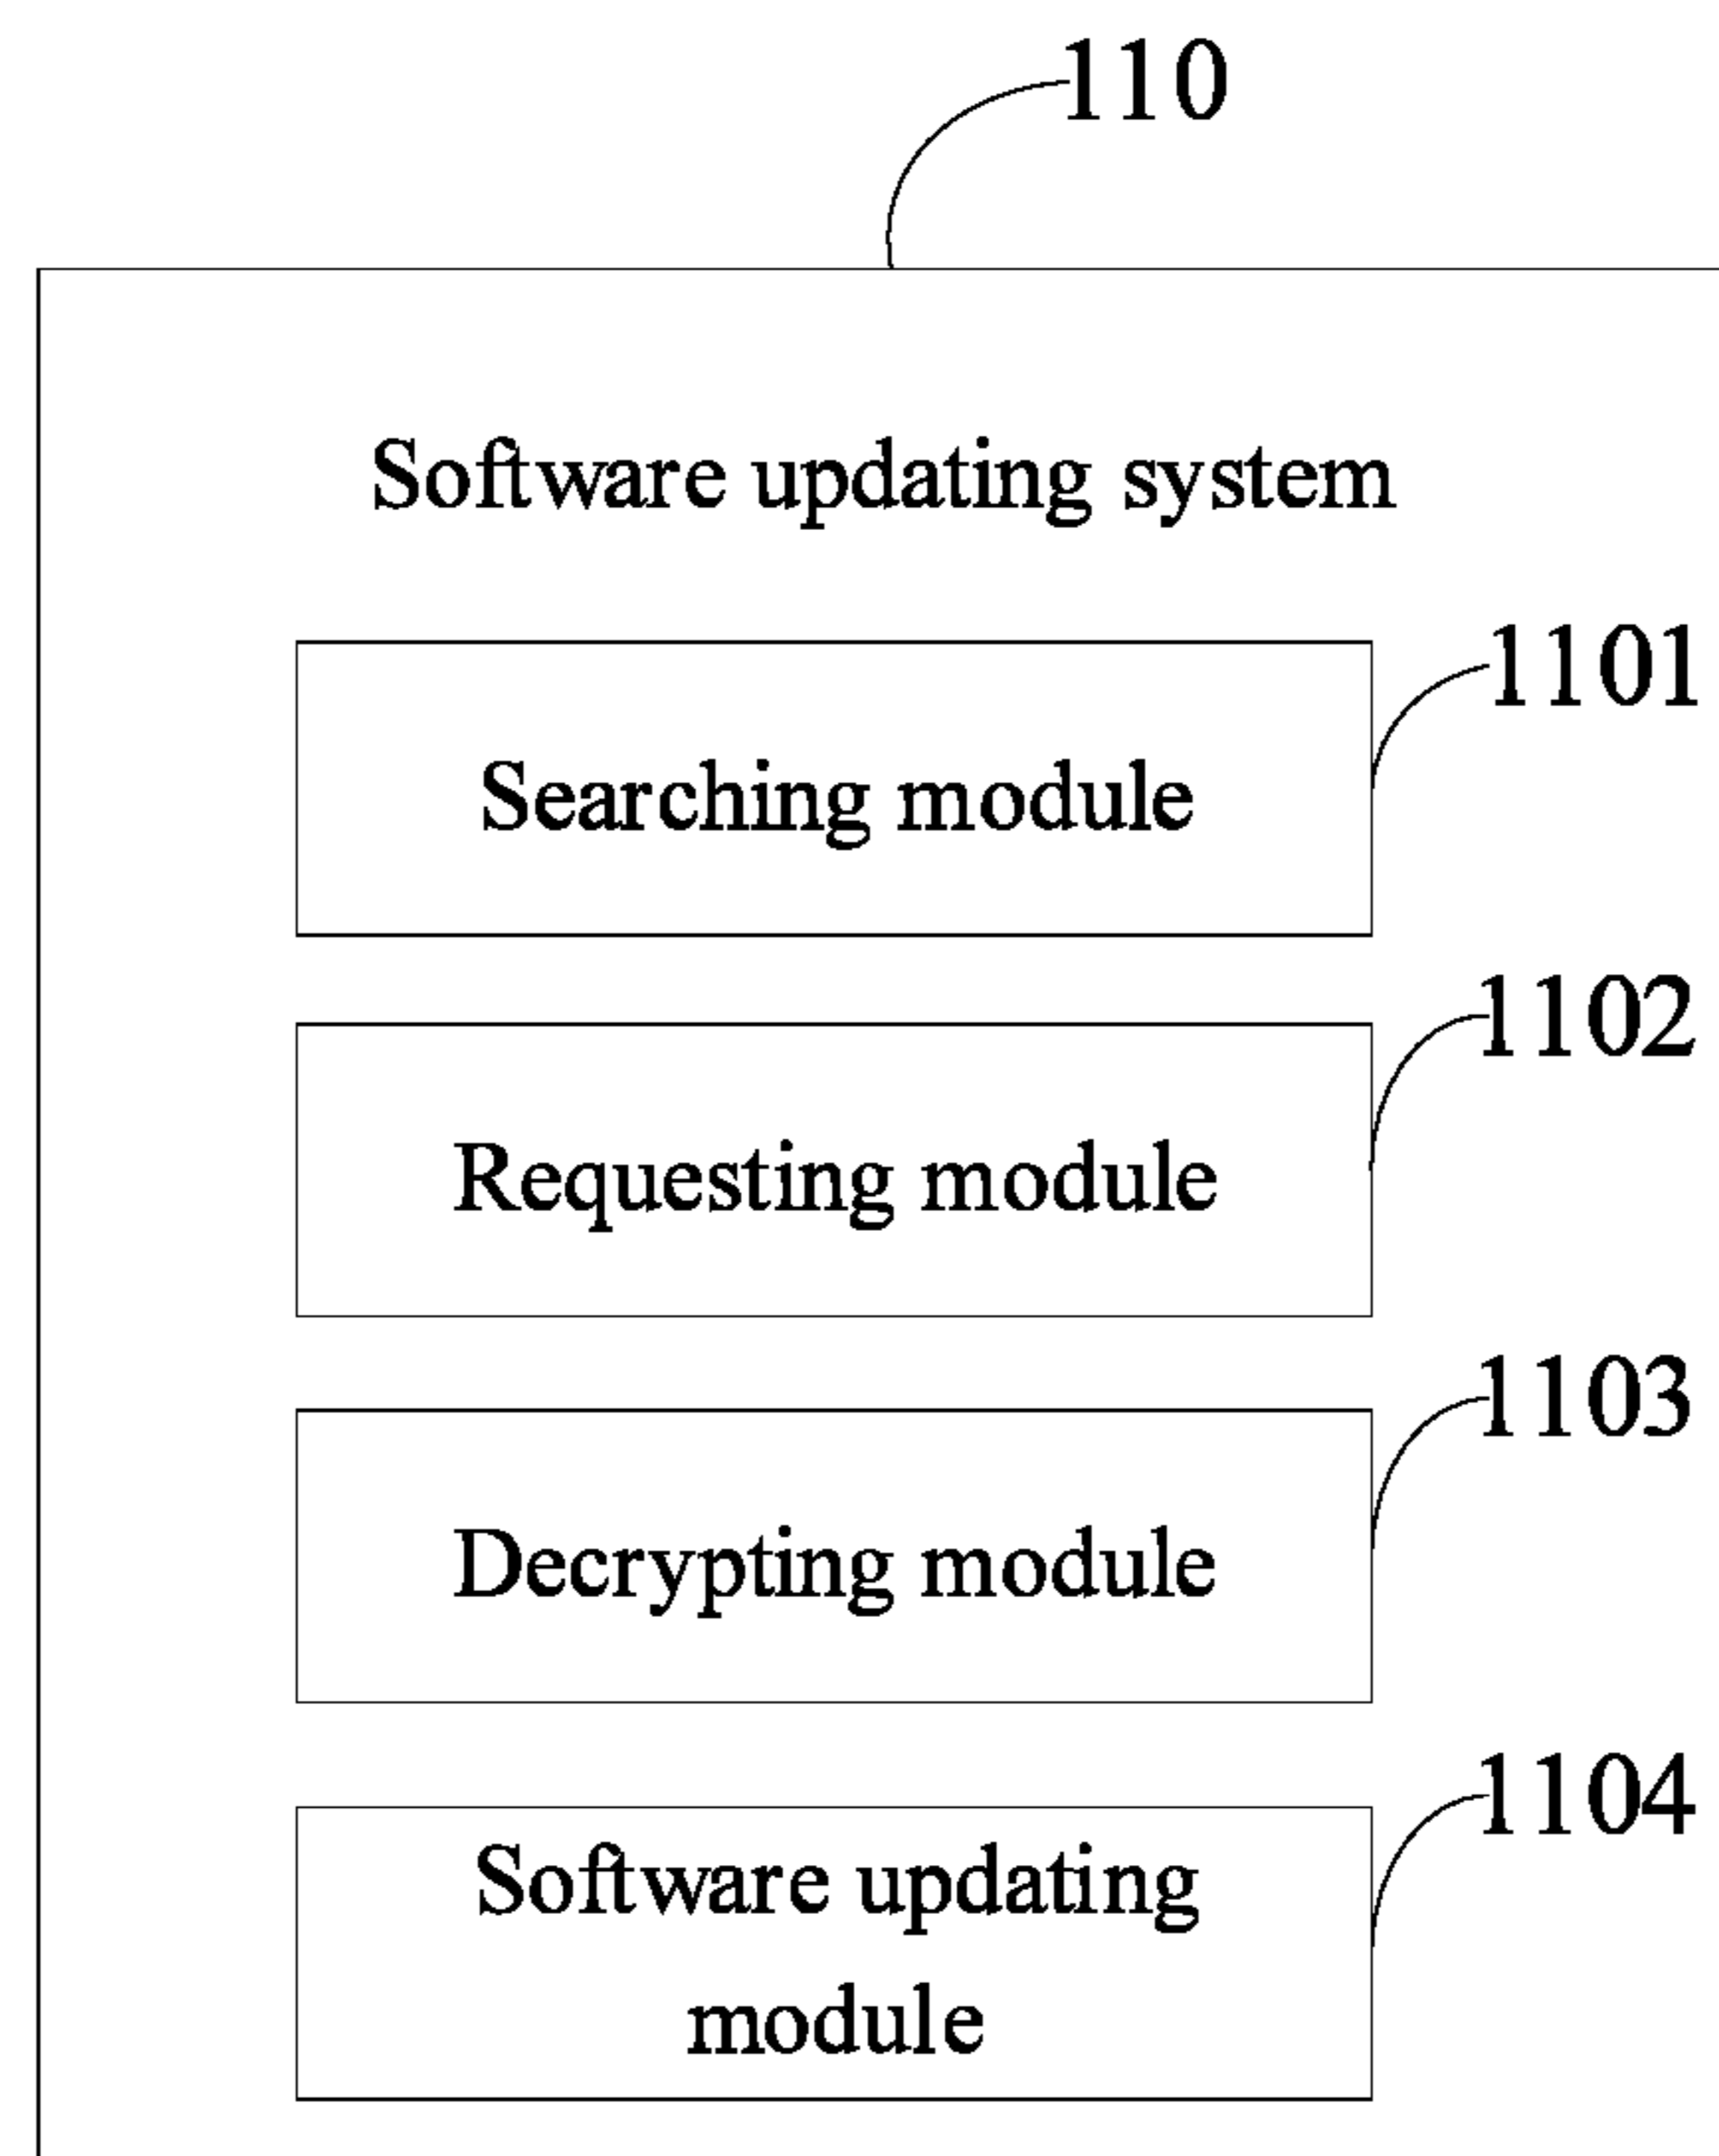 110
Software updating system
1101
Searching module
1102
Requesting module
1103
Decrypting module
1104
Software updating
module